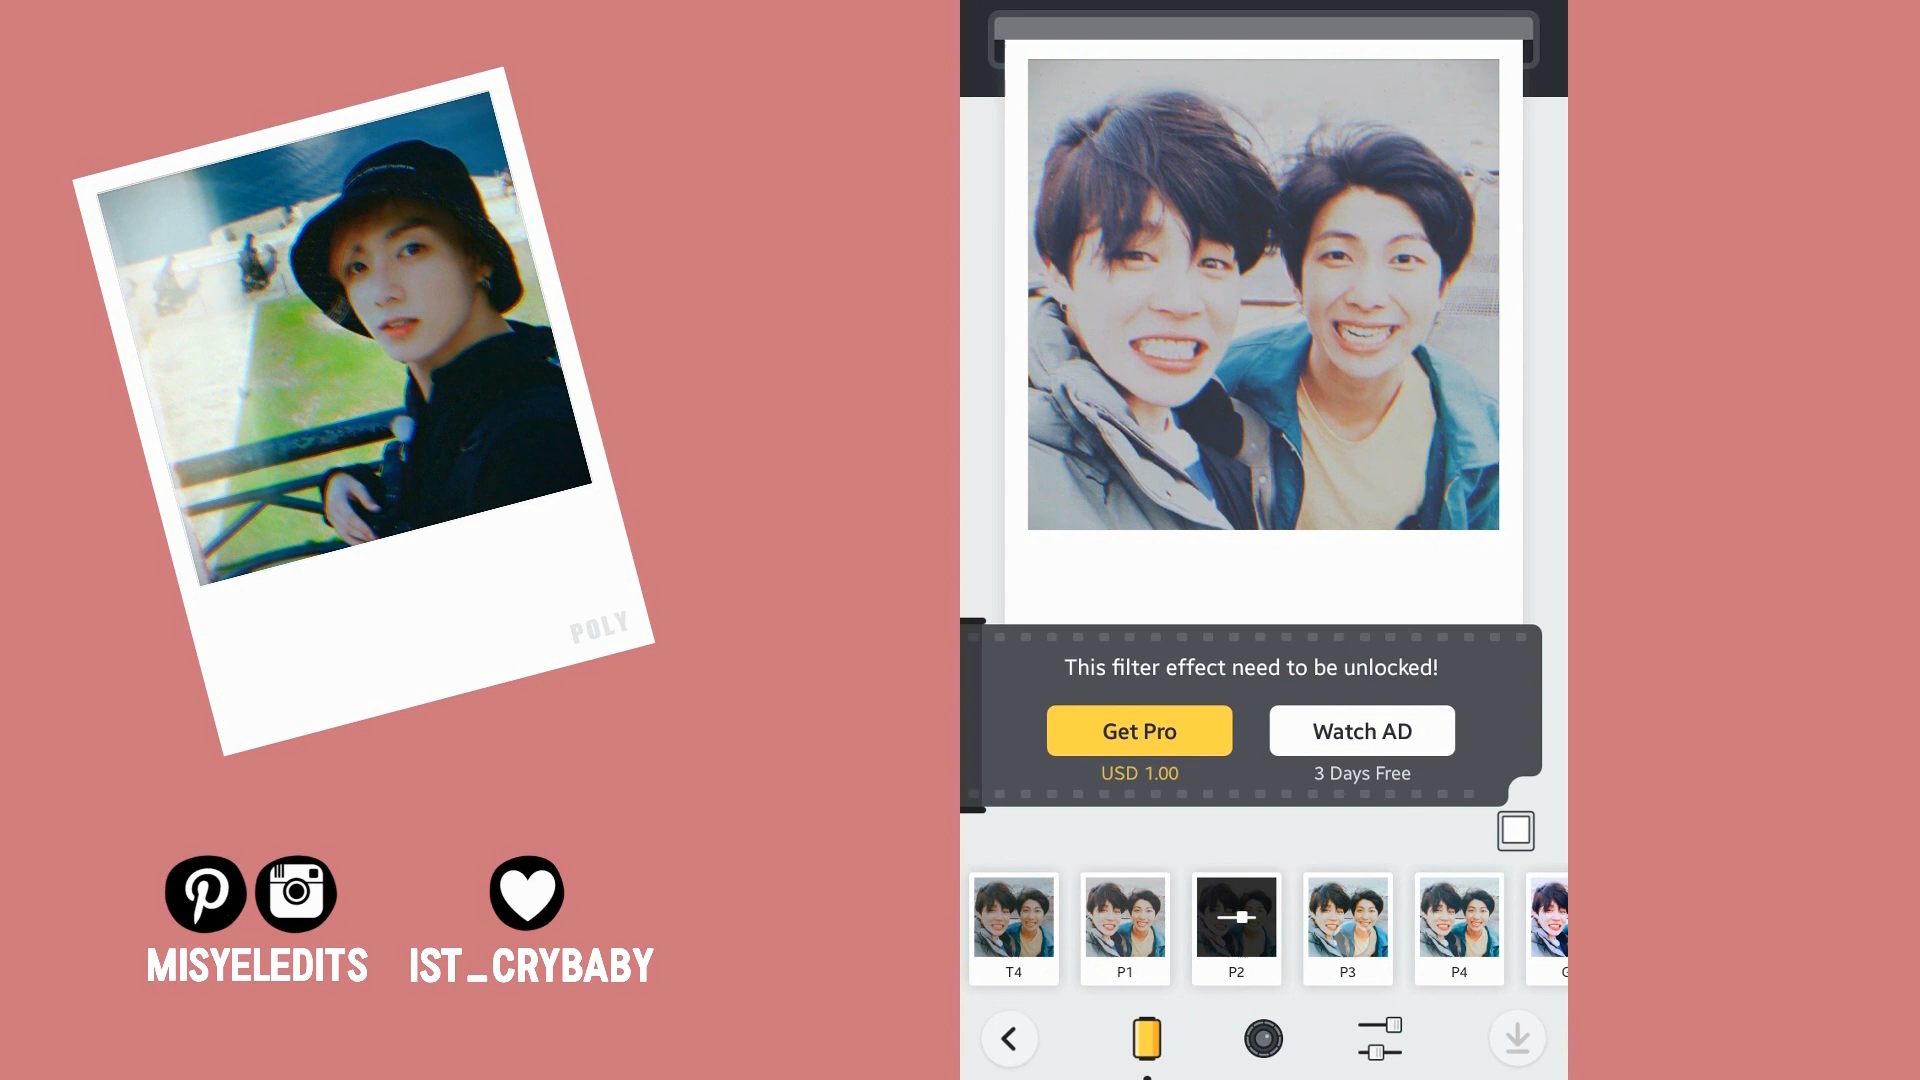 POLY
MISYELEDITS
IST_CRYBABY
This filter effect need to be unlocked!
Get Pro
Watch AD
USD 1.00
3 Days Free
T4
P1
P2
P3
P4